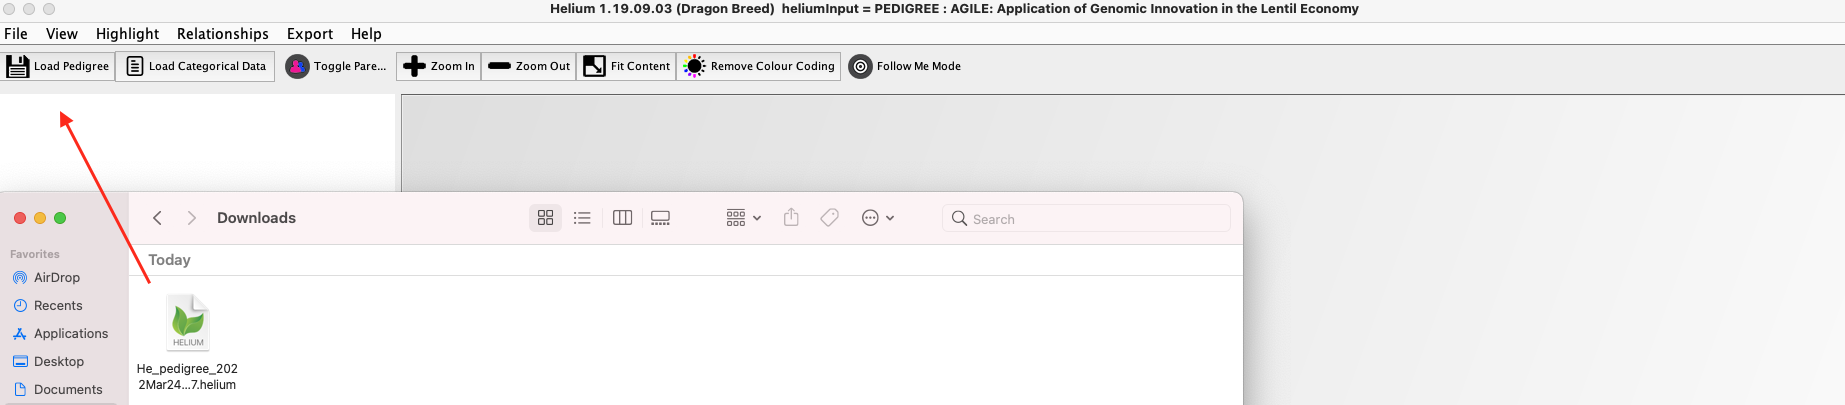 Helium 1.19.09.03 (Dragon Breed)  heliumInput = PEDIGREE : AGILE: Application of Genomic Innovation in the Lentil Economy
File View Highlight Relationships Export Help
Load Pedigree Load Categorical Data Toggle Pare... Zoom In Zoom Out Fit Content Remove Colour Coding Follow Me Mode
Downloads Search
Favorites
Today
AirDrop
Recents
Applications
Desktop
Documents
HELIUM
He_pedigree_202
2Mar24...7.helium